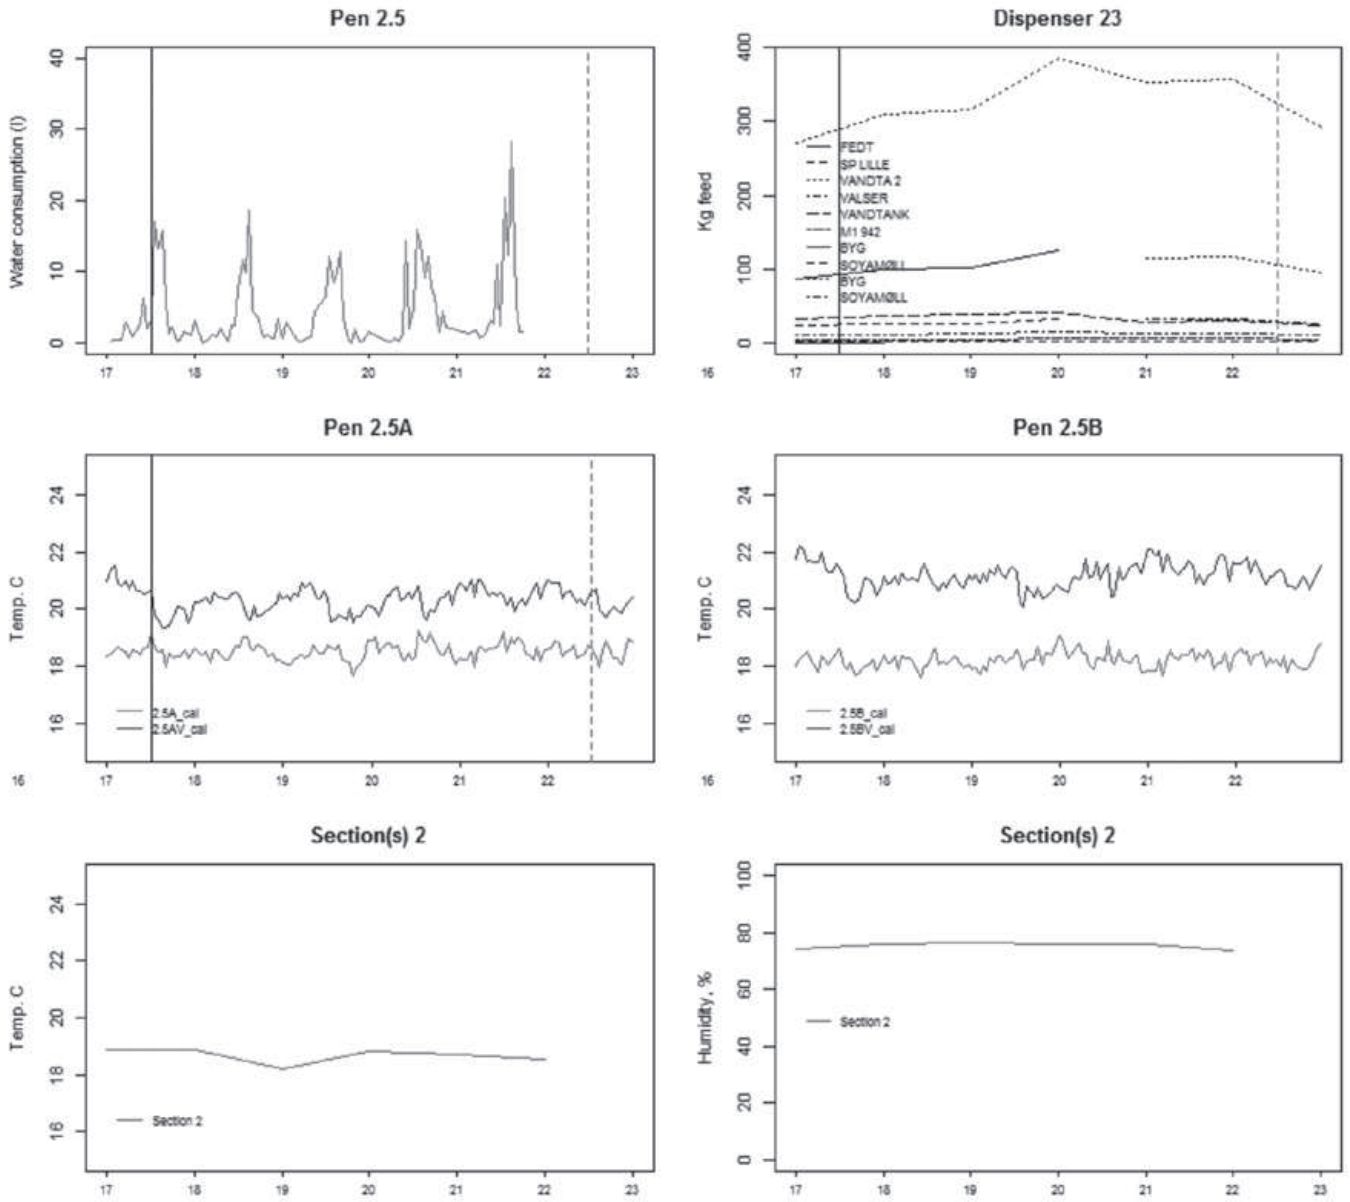 Pen 2.5
Water consumption (l)
40
30
20
10
0
17 18 19 20 21 22 23
Dispenser 23
Kg feed
400
300
200
100
0
FEDT
SP LILLE
VANDTA 2
VALSER
VANDTANK
M1 942
BYG
SOYAMØLL
BYG
SOYAMØLL
16 17 18 19 20 21 22
Pen 2.5A
Temp. C
24
22
20
18
16
2.5A_cal
2.5AV_cal
16 17 18 19 20 21 22
Pen 2.5B
Temp. C
24
22
20
18
16
2.5B_cal
2.5BV_cal
16 17 18 19 20 21 22
Section(s) 2
Temp. C
24
22
20
18
16
Section 2
17 18 19 20 21 22 23
Section(s) 2
Humidity, %
100
80
60
40
20
0
Section 2
17 18 19 20 21 22 23